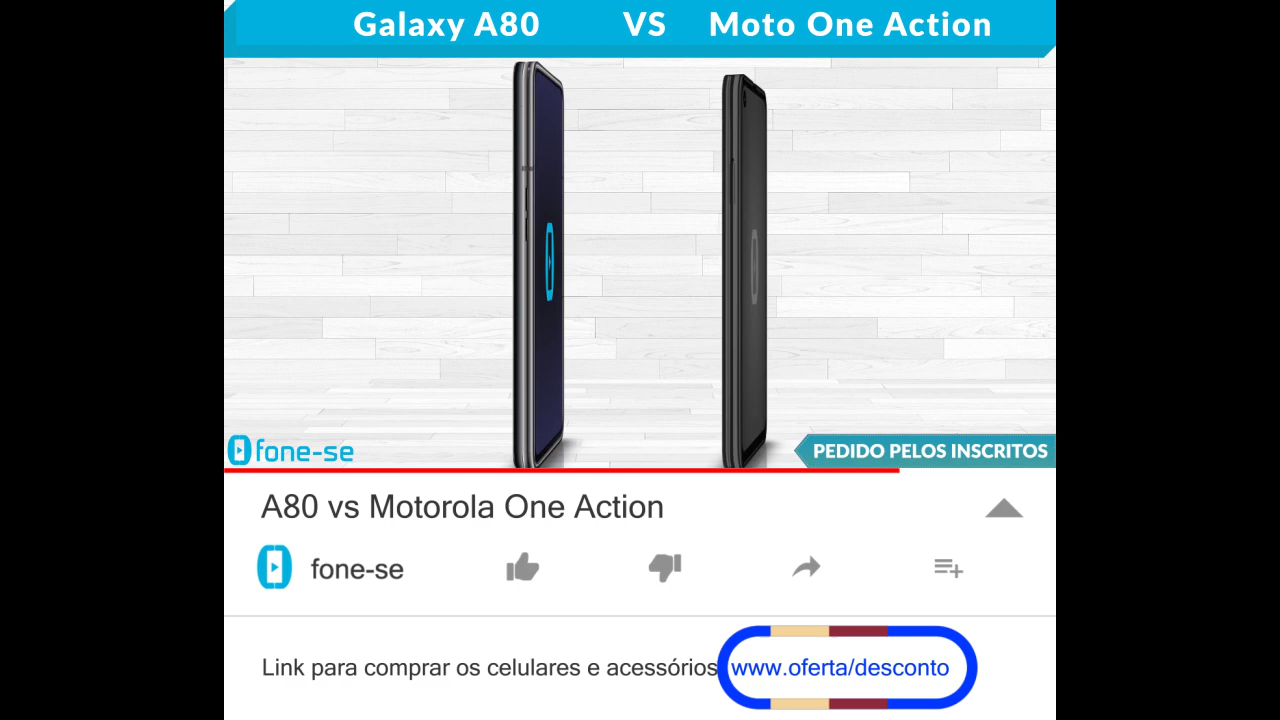 Galaxy A80 VS Moto One Action
fone-se
PEDIDO PELOS INSCRITOS
A80 vs Motorola One Action
fone-se
Link para comprar os celulares e acessórios www.oferta/desconto